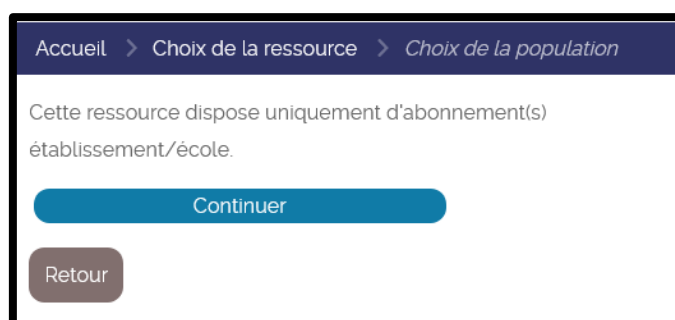 Accueil > Choix de la ressource > Choix de la population
Cette ressource dispose uniquement d'abonnement(s)
établissement/école.
Continuer
Retour